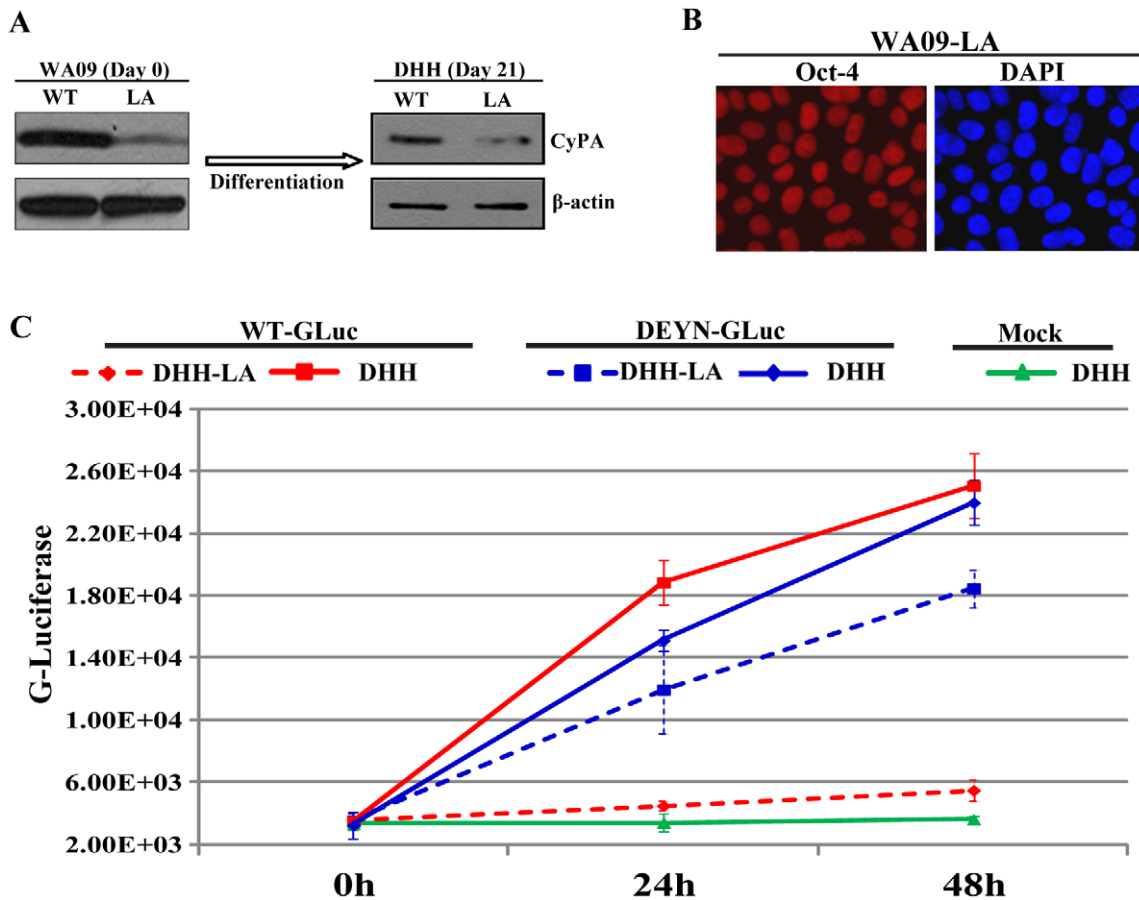 A
WA09 (Day 0)
WT LA
DHH (Day 21)
WT LA
CyPA
Differentiation
β-actin
B
WA09-LA
Oct-4 DAPI
C
WT-GLuc DEYN-GLuc Mock
DHH-LA DHH DHH-LA DHH DHH
3.00E+04
2.60E+04
2.20E+04
1.80E+04
1.40E+04
1.00E+04
6.00E+03
2.00E+03
G-Luciferase
0h 24h 48h